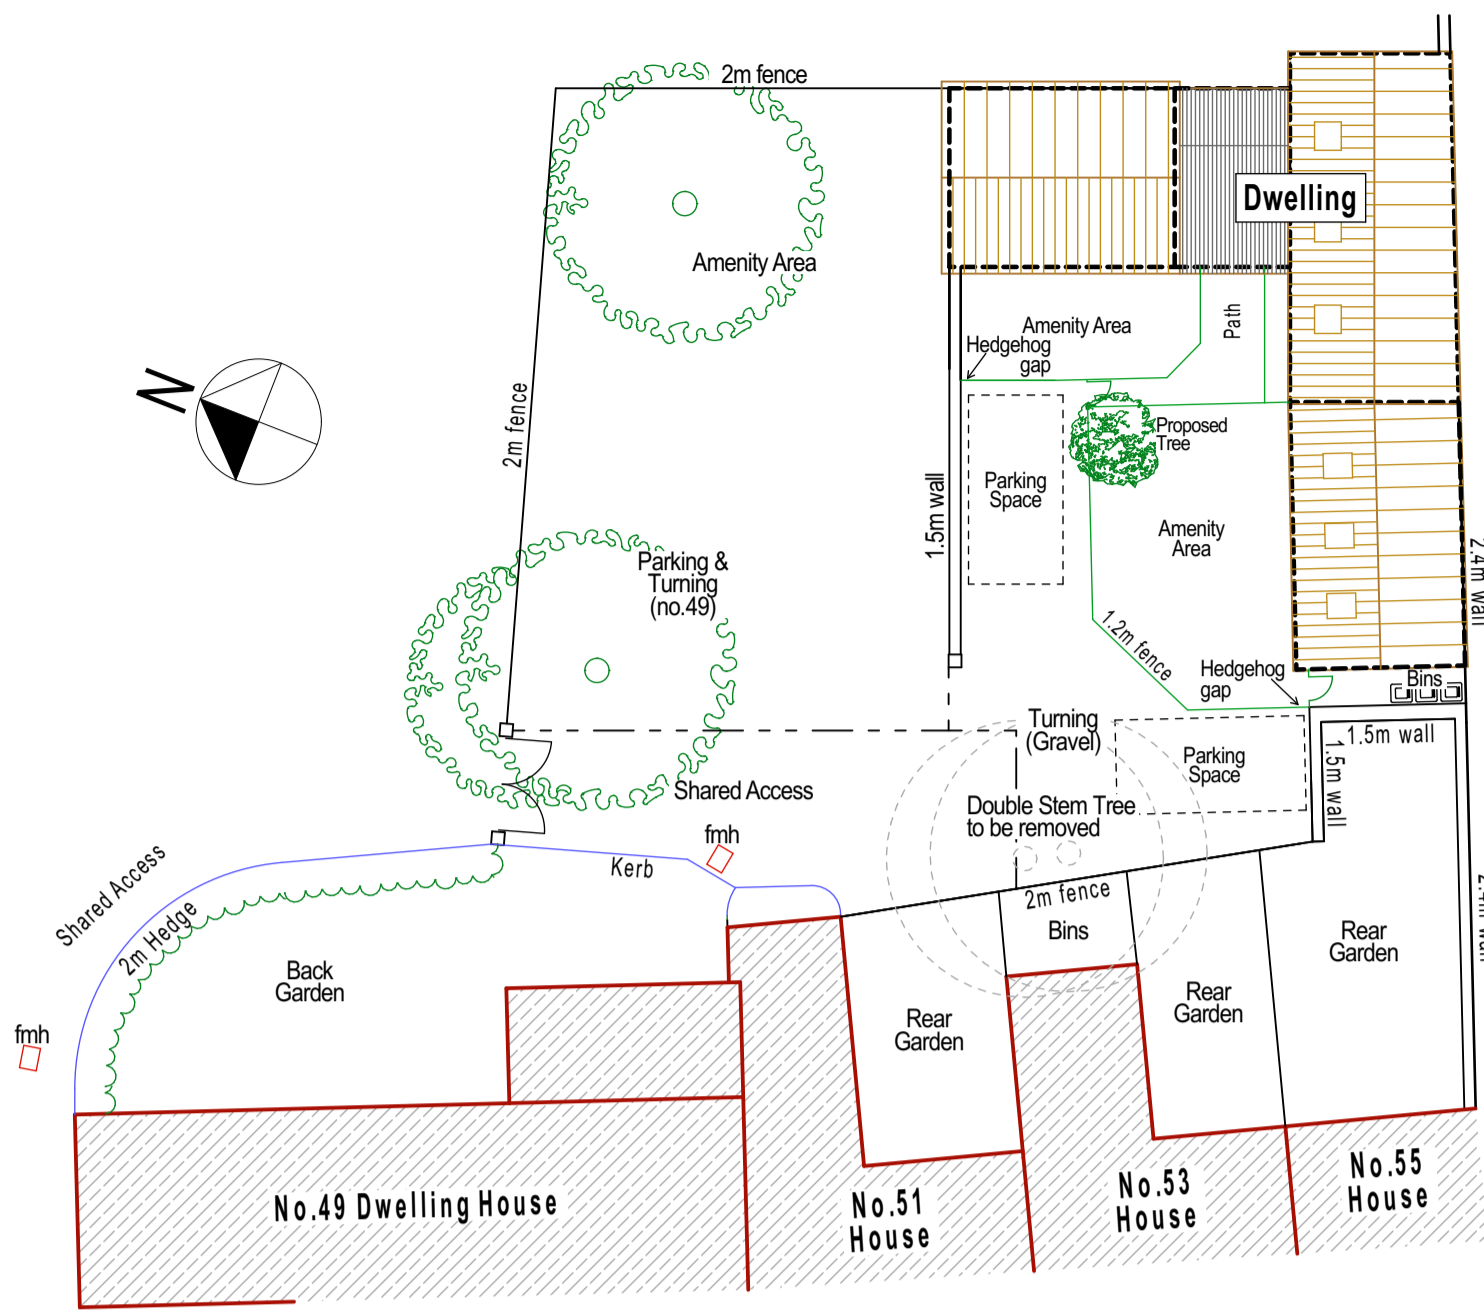 2m fence
Dwelling
Amenity Area
N
Amenity Area
Path
Hedgehog
gap
2m fence
Proposed
Tree
Parking
Space
1.5m wall
Amenity
Area
2.4m wall
Parking &
Turning
(no.49)
1.2m fence
Hedgehog
gap
Bins
Turning
(Gravel)
1.5m wall
Parking
Space
1.5m wall
Shared Access
Double Stem Tree
to be removed
fmh
Kerb
Shared Access
2m Hedge
2m fence
Bins
Rear
Garden
2.4m wall
Back
Garden
Rear
Garden
Rear
Garden
fmh
No.49 Dwelling House
No.51
House
No.53
House
No.55
House